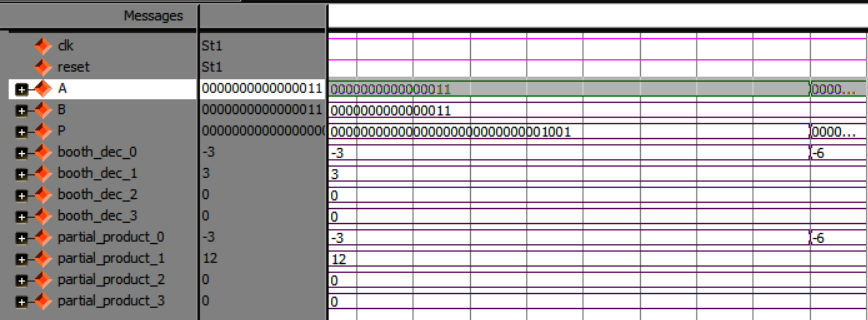 Messages
clk St1
reset St1
A 0000000000000011 0000000000000011 0000...
B 0000000000000011 0000000000000011
P 0000000000000000 00000000000000000000000000001001 0000...
booth_dec_0 -3 -3 -6
booth_dec_1 3 3
booth_dec_2 0 0
booth_dec_3 0 0
partial_product_0 -3 -3 -6
partial_product_1 12 12
partial_product_2 0 0
partial_product_3 0 0